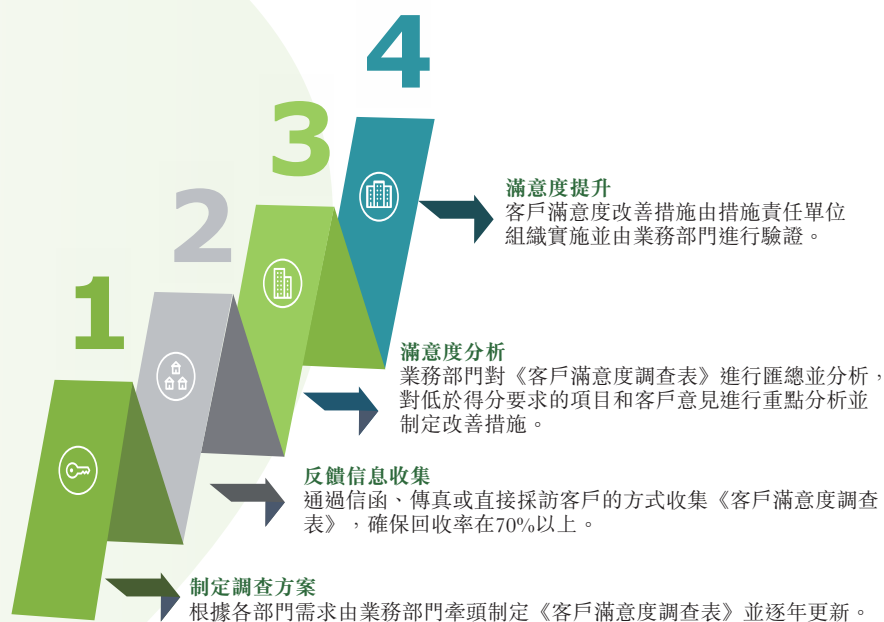 4
3
2
1
滿意度提升
客戶滿意度改善措施由措施責任單位
組織實施並由業務部門進行驗證。
滿意度分析
業務部門對《客戶滿意度調查表》進行匯總並分析，
對低於得分要求的項目和客戶意見進行重點分析並
制定改善措施。
反饋信息收集
通過信函、傳真或直接採訪客戶的方式收集《客戶滿意度調查
表》，確保回收率在70%以上。
制定調查方案
根據各部門需求由業務部門牽頭制定《客戶滿意度調查表》並逐年更新。